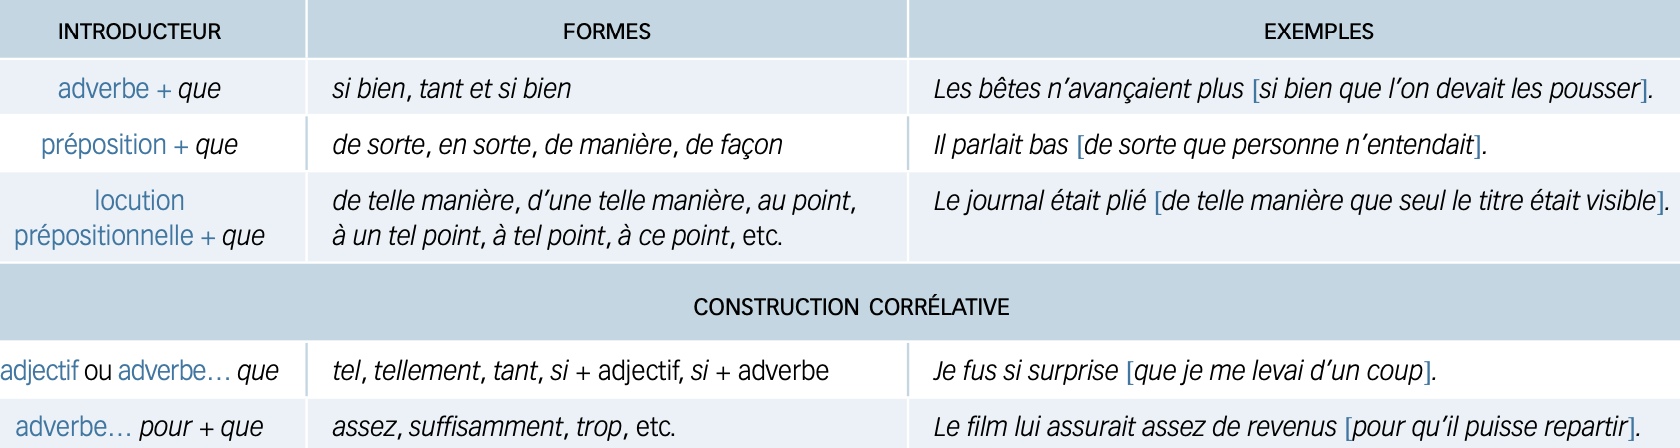 INTRODUCTEUR FORMES EXEMPLES
adverbe + que si bien, tant et si bien Les bêtes n’avançaient plus [si bien que l’on devait les pousser].
préposition + que de sorte, en sorte, de manière, de façon Il parlait bas [de sorte que personne n’entendait].
locution de telle manière, d’une telle manière, au point, Le journal était plié [de telle manière que seul le titre était visible].
prépositionnelle + que à un tel point, à tel point, à ce point, etc.
CONSTRUCTION CORRÉLATIVE
adjectif ou adverbe… que tel, tellement, tant, si + adjectif, si + adverbe Je fus si surprise [que je me levai d’un coup].
adverbe… pour + que assez, suffisamment, trop, etc. Le film lui assurait assez de revenus [pour qu’il puisse repartir].